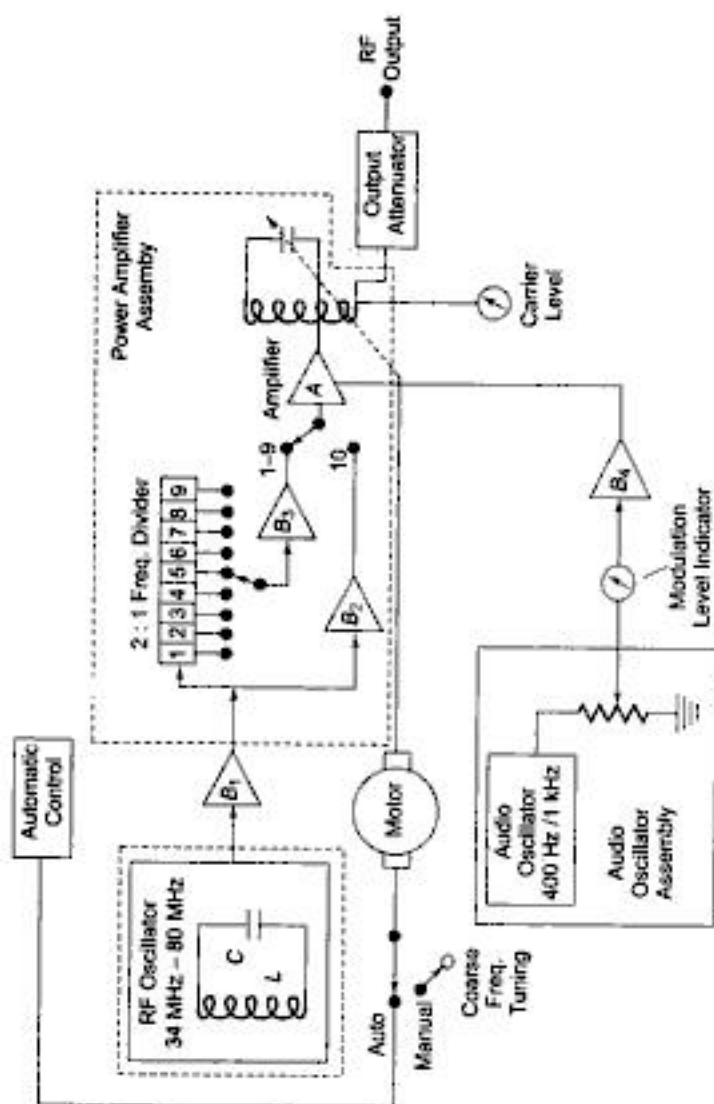 Automatic
Control
RF Oscillator
34 MHz – 80 MHz
C
L
B1
2 : 1 Freq. Divider
1 2 3 4 5 6 7 8 9
B3
1–9
B2
10
Power Amplifier
Assemby
Amplifier
A
Output
Attenuator
RF
Output
Carrier
Level
Auto
Manual
Coarse
Freq.
Tuning
Motor
Audio
Oscillator
400 Hz /1 kHz
Audio
Oscillator
Assembly
Modulation
Level Indicator
B4